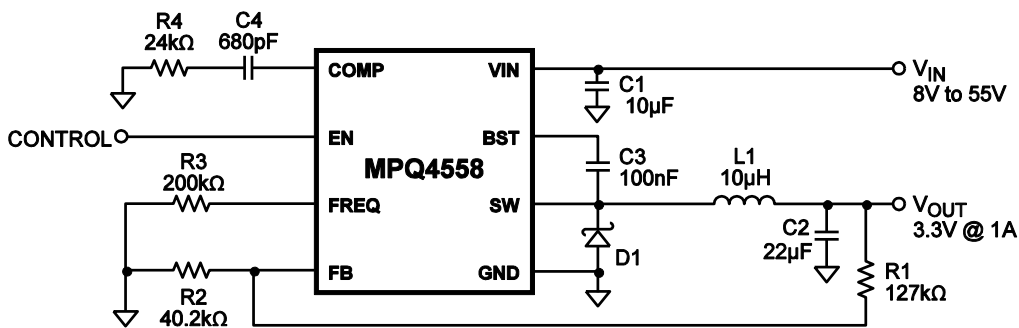 R4
24kΩ
C4
680pF
COMP
VIN
V_IN
8V to 55V
C1
10µF
CONTROL
EN
BST
MPQ4558
C3
100nF
L1
10µH
R3
200kΩ
FREQ
SW
V_OUT
3.3V @ 1A
C2
22µF
D1
FB
GND
R2
40.2kΩ
R1
127kΩ